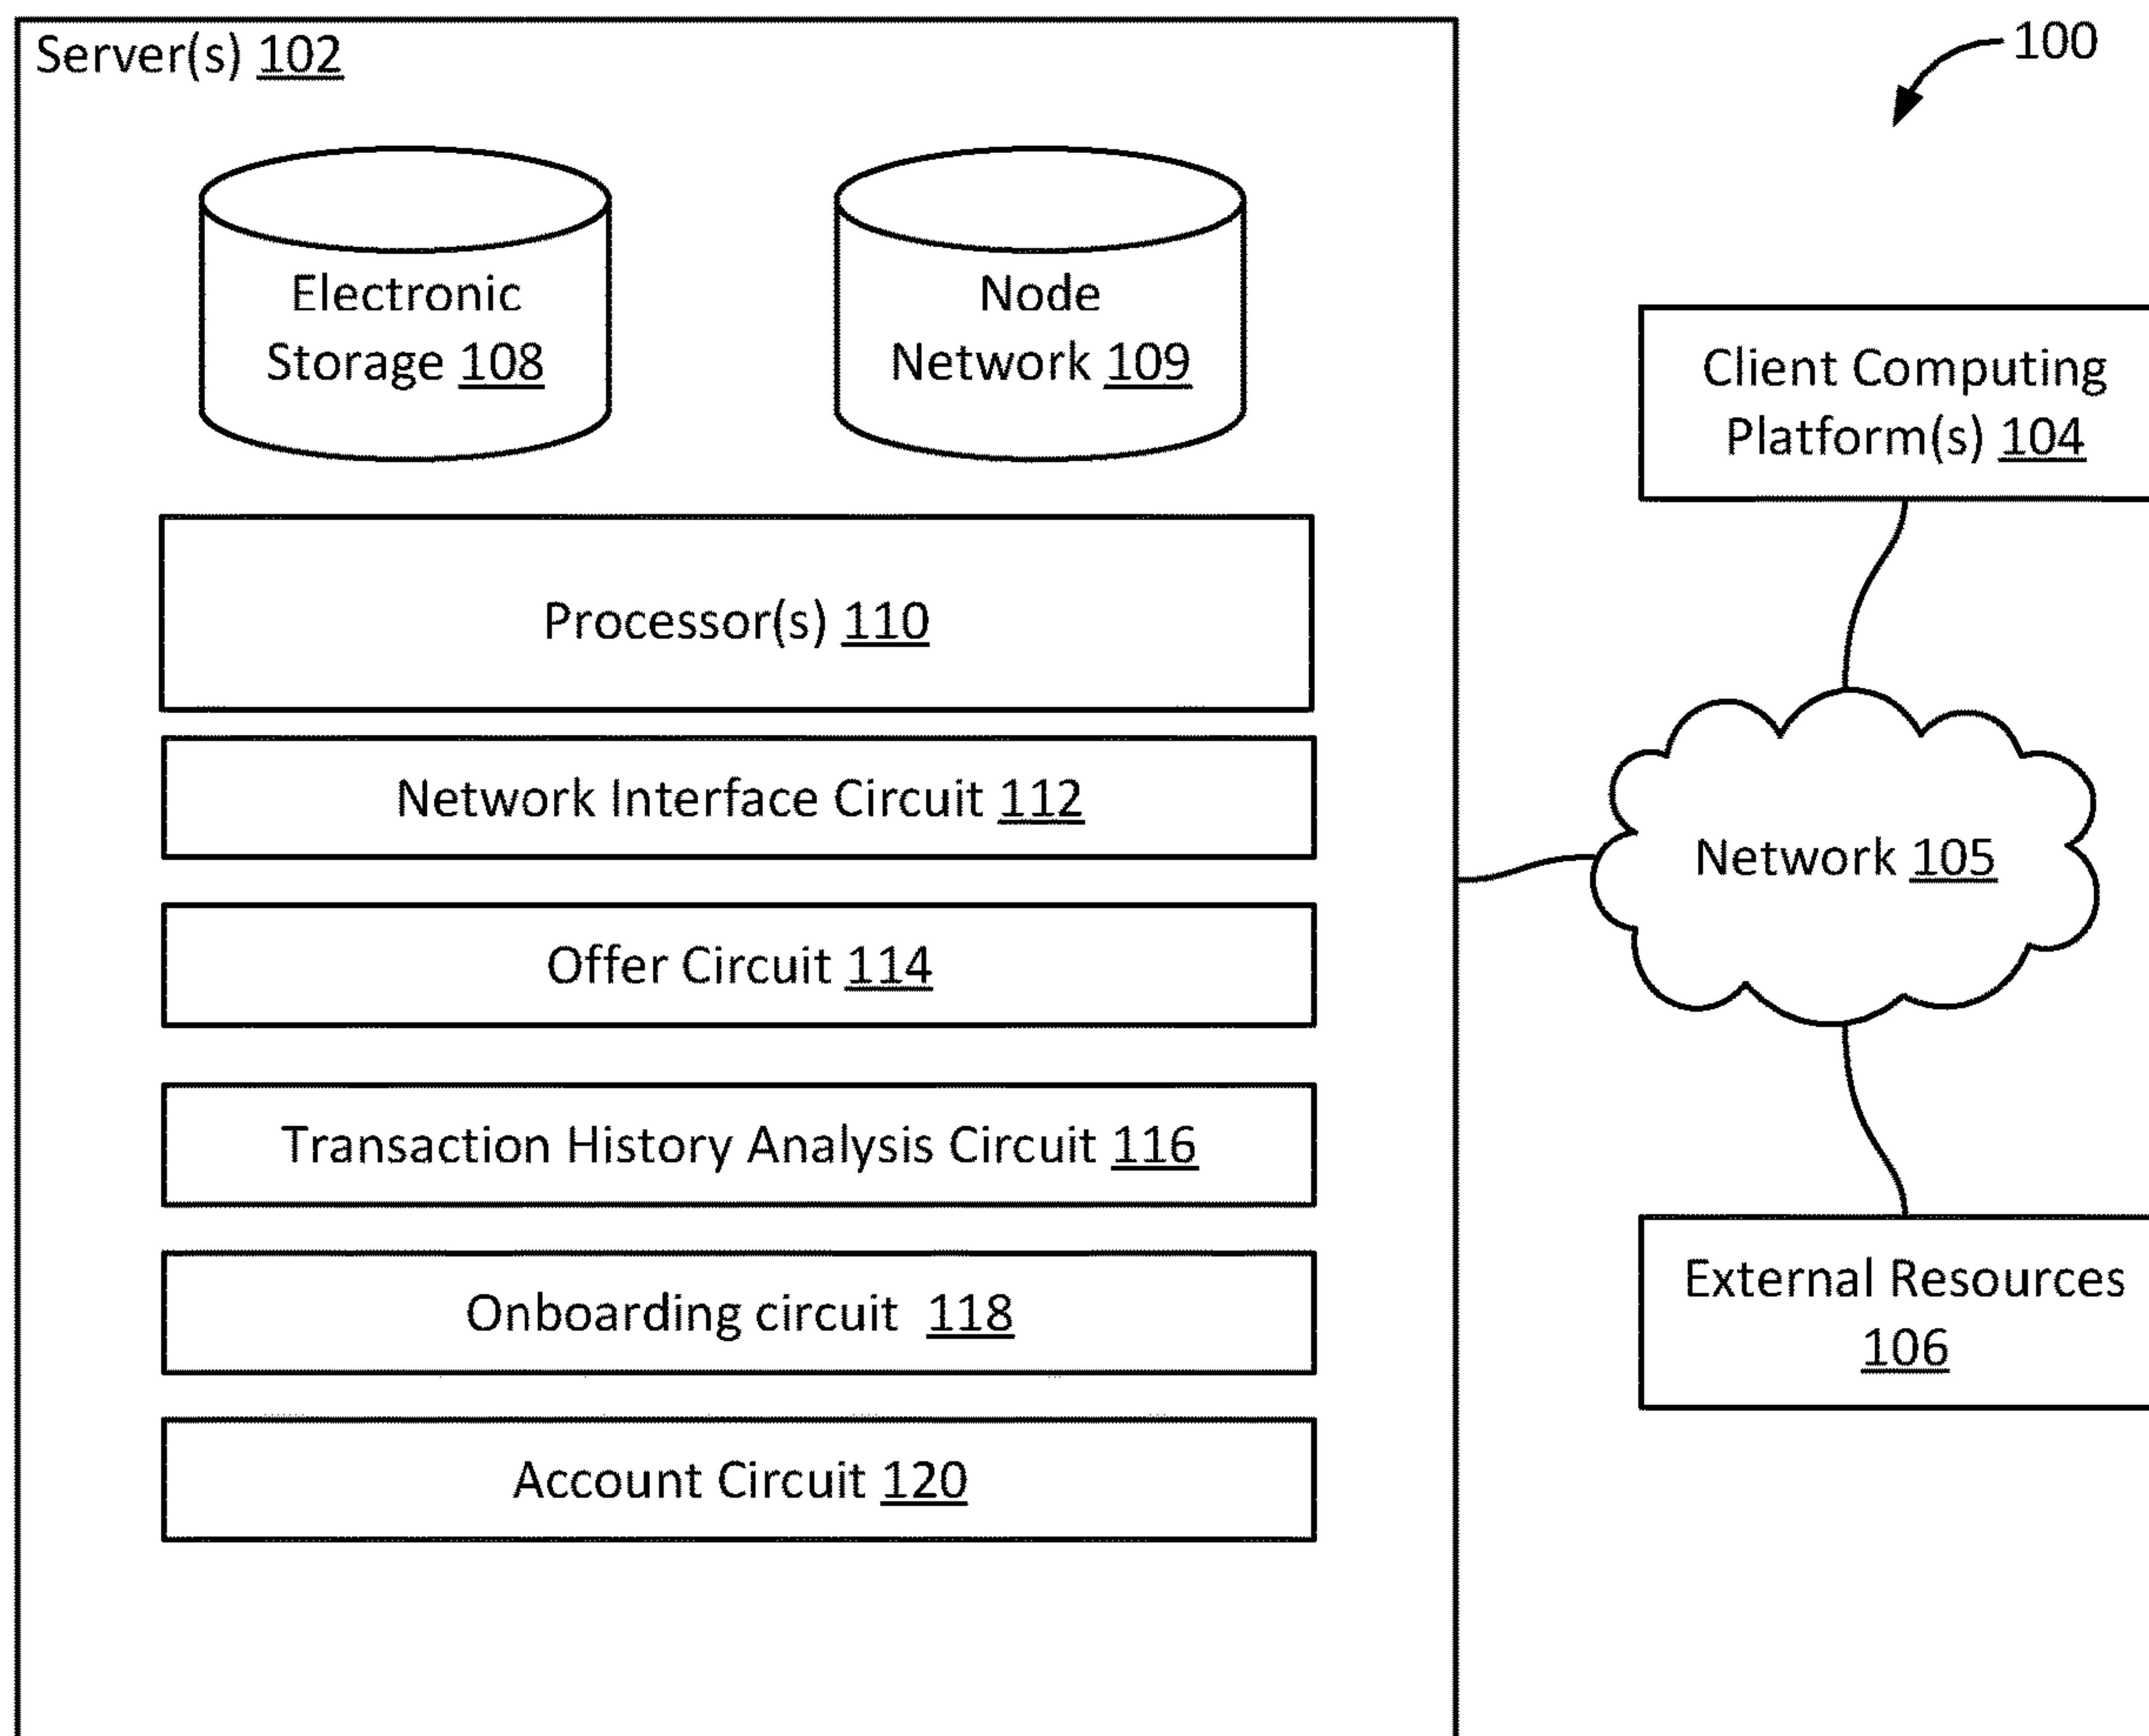 Server(s) 102
100
Electronic
Storage 108
Node
Network 109
Client Computing
Platform(s) 104
Processor(s) 110
Network Interface Circuit 112
Network 105
Offer Circuit 114
Transaction History Analysis Circuit 116
Onboarding circuit 118
External Resources
106
Account Circuit 120